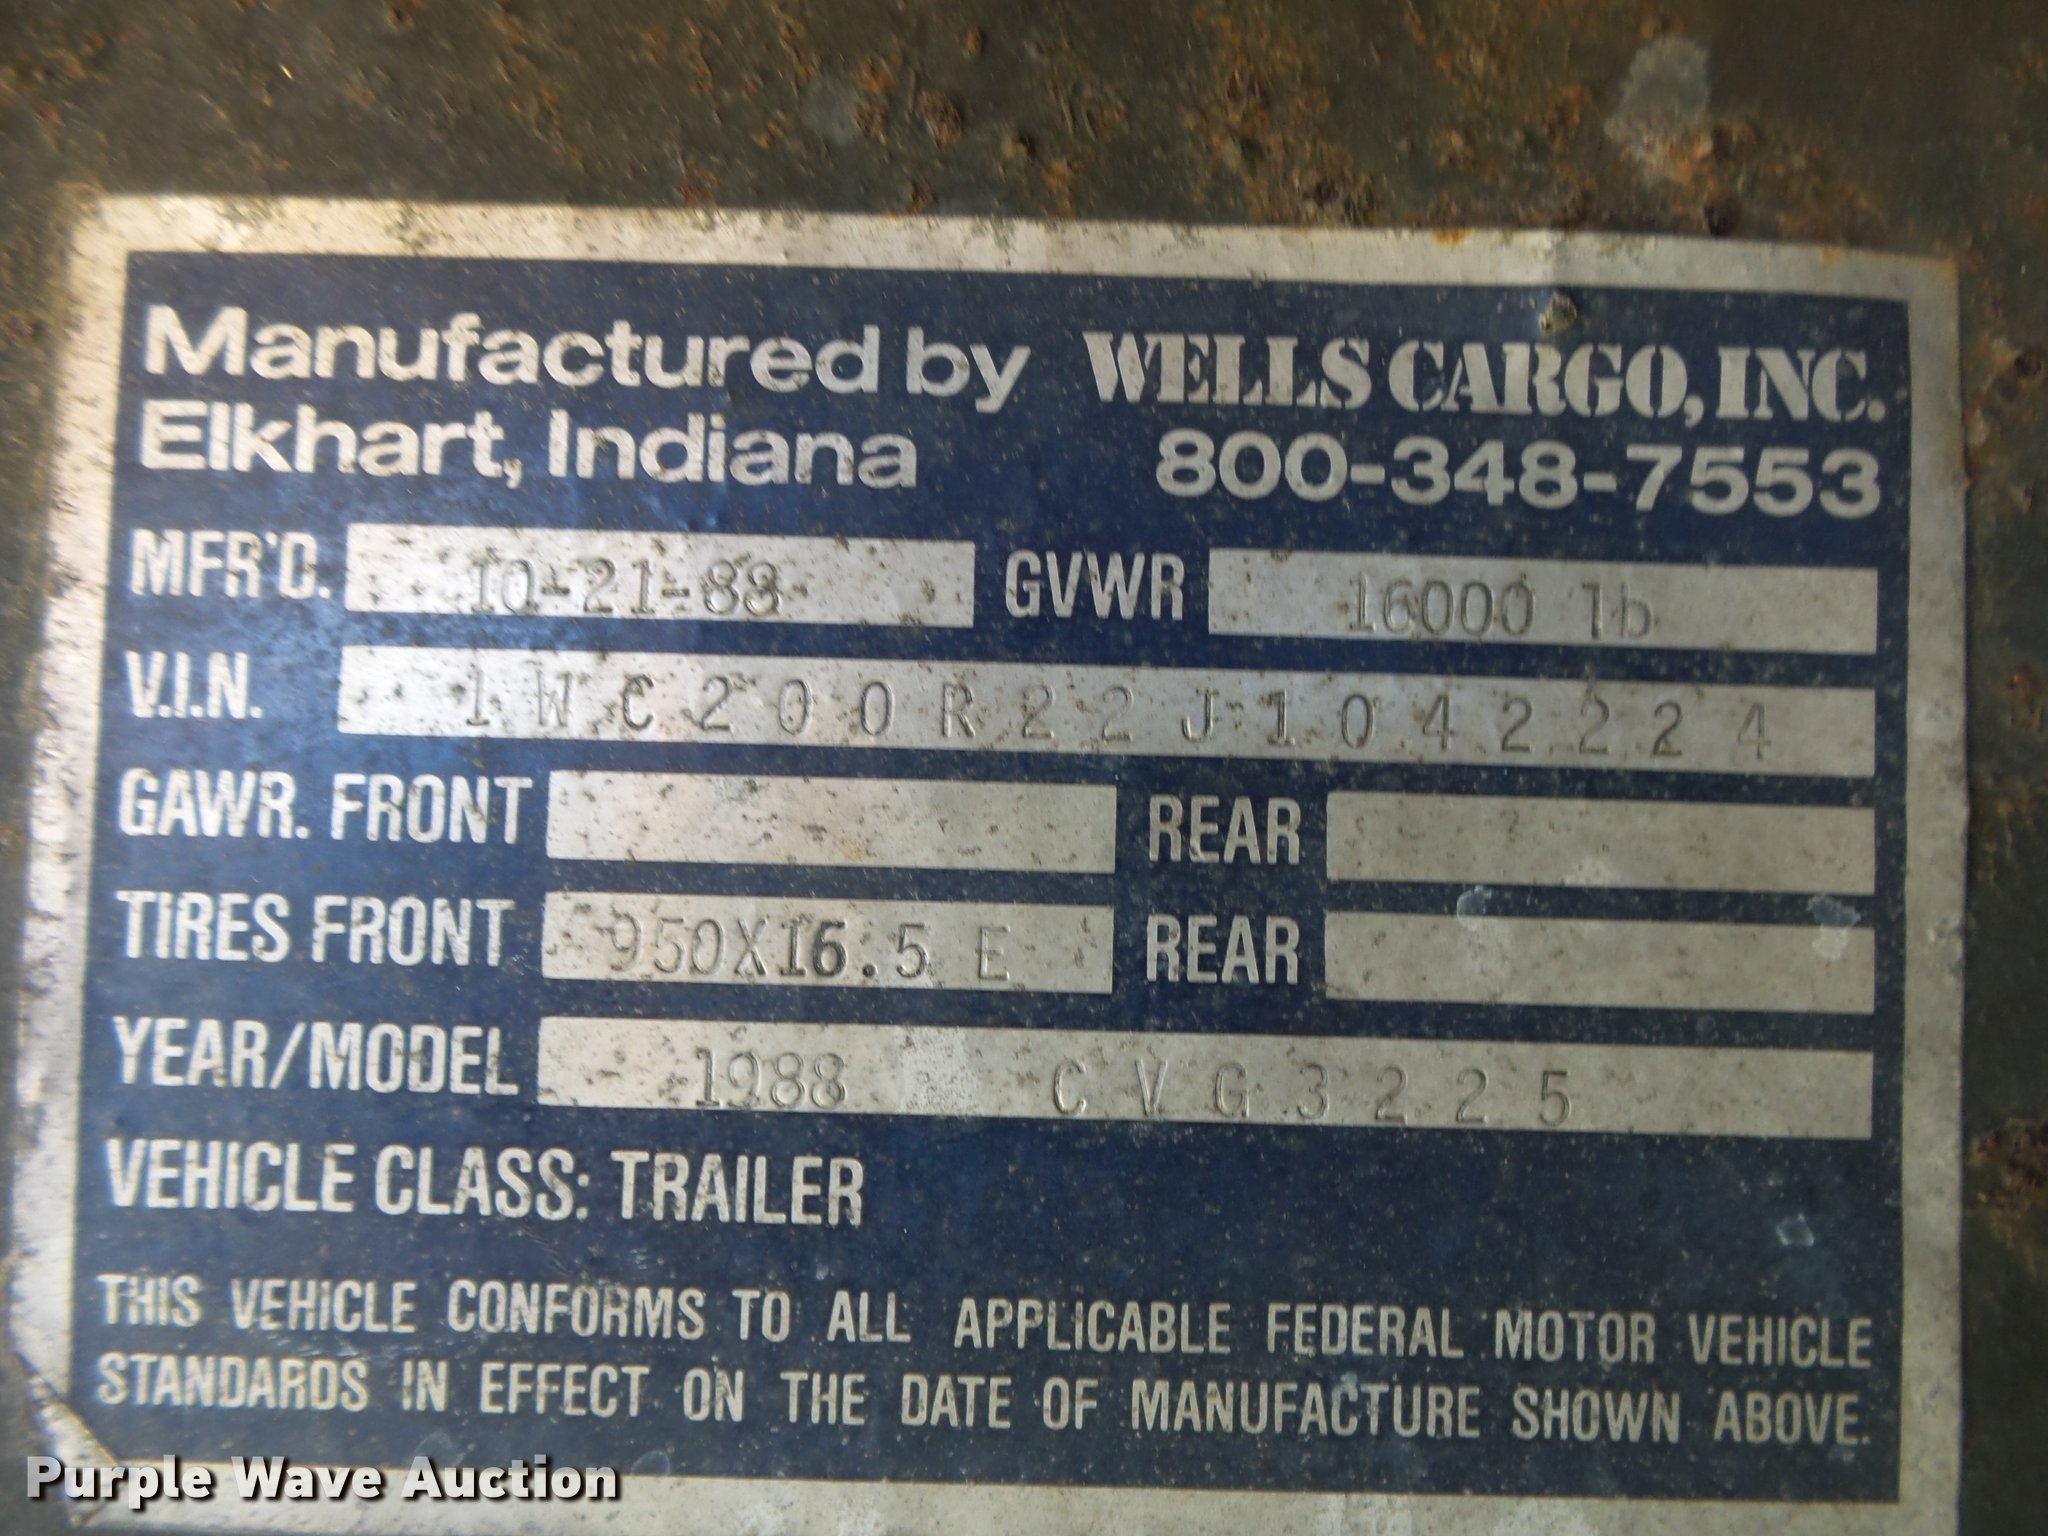 Manufactured by WELLS CARGO, INC.
Elkhart, Indiana 800-348-7553
MFR'D. 10-21-88 GVWR 16000 lb
V.I.N. 1WC200R22J1042224
GAWR. FRONT REAR
TIRES FRONT 950X16.5 E REAR
YEAR/MODEL 1988 CVG3225
VEHICLE CLASS: TRAILER
THIS VEHICLE CONFORMS TO ALL APPLICABLE FEDERAL MOTOR VEHICLE
STANDARDS IN EFFECT ON THE DATE OF MANUFACTURE SHOWN ABOVE.
Purple Wave Auction